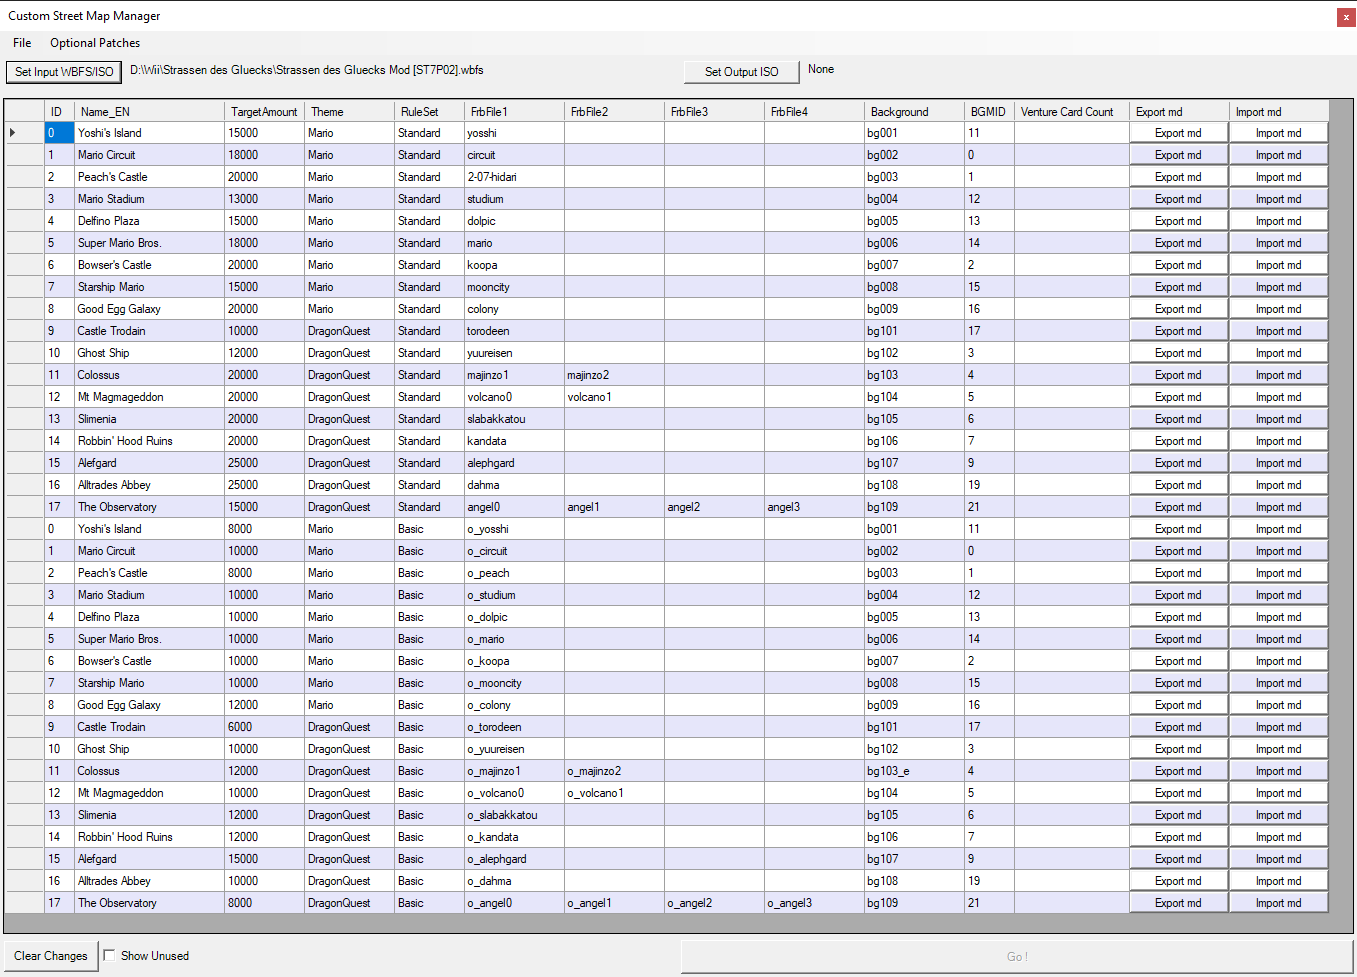 Custom Street Map Manager
x
File Optional Patches
Set Input WBFS/ISO D:\Wii\Strassen des Gluecks\Strassen des Gluecks Mod [ST7P02].wbfs Set Output ISO None
ID Name_EN TargetAmount Theme RuleSet FrbFile1 FrbFile2 FrbFile3 FrbFile4 Background BGMID Venture Card Count Export md Import md
0 Yoshi's Island 15000 Mario Standard yosshi bg001 11 Export md Import md
1 Mario Circuit 18000 Mario Standard circuit bg002 0 Export md Import md
2 Peach's Castle 20000 Mario Standard 2-07-hidari bg003 1 Export md Import md
3 Mario Stadium 13000 Mario Standard studium bg004 12 Export md Import md
4 Delfino Plaza 15000 Mario Standard dolpic bg005 13 Export md Import md
5 Super Mario Bros. 18000 Mario Standard mario bg006 14 Export md Import md
6 Bowser's Castle 20000 Mario Standard koopa bg007 2 Export md Import md
7 Starship Mario 15000 Mario Standard mooncity bg008 15 Export md Import md
8 Good Egg Galaxy 20000 Mario Standard colony bg009 16 Export md Import md
9 Castle Trodain 10000 DragonQuest Standard torodeen bg101 17 Export md Import md
10 Ghost Ship 12000 DragonQuest Standard yuureisen bg102 3 Export md Import md
11 Colossus 20000 DragonQuest Standard majinzo1 majinzo2 bg103 4 Export md Import md
12 Mt Magmageddon 20000 DragonQuest Standard volcano0 volcano1 bg104 5 Export md Import md
13 Slimenia 20000 DragonQuest Standard slabakkatou bg105 6 Export md Import md
14 Robbin' Hood Ruins 20000 DragonQuest Standard kandata bg106 7 Export md Import md
15 Alefgard 25000 DragonQuest Standard alephgard bg107 9 Export md Import md
16 Alltrades Abbey 25000 DragonQuest Standard dahma bg108 19 Export md Import md
17 The Observatory 15000 DragonQuest Standard angel0 angel1 angel2 angel3 bg109 21 Export md Import md
0 Yoshi's Island 8000 Mario Basic o_yosshi bg001 11 Export md Import md
1 Mario Circuit 10000 Mario Basic o_circuit bg002 0 Export md Import md
2 Peach's Castle 8000 Mario Basic o_peach bg003 1 Export md Import md
3 Mario Stadium 10000 Mario Basic o_studium bg004 12 Export md Import md
4 Delfino Plaza 10000 Mario Basic o_dolpic bg005 13 Export md Import md
5 Super Mario Bros. 10000 Mario Basic o_mario bg006 14 Export md Import md
6 Bowser's Castle 10000 Mario Basic o_koopa bg007 2 Export md Import md
7 Starship Mario 10000 Mario Basic o_mooncity bg008 15 Export md Import md
8 Good Egg Galaxy 12000 Mario Basic o_colony bg009 16 Export md Import md
9 Castle Trodain 6000 DragonQuest Basic o_torodeen bg101 17 Export md Import md
10 Ghost Ship 10000 DragonQuest Basic o_yuureisen bg102 3 Export md Import md
11 Colossus 12000 DragonQuest Basic o_majinzo1 o_majinzo2 bg103_e 4 Export md Import md
12 Mt Magmageddon 10000 DragonQuest Basic o_volcano0 o_volcano1 bg104 5 Export md Import md
13 Slimenia 12000 DragonQuest Basic o_slabakkatou bg105 6 Export md Import md
14 Robbin' Hood Ruins 12000 DragonQuest Basic o_kandata bg106 7 Export md Import md
15 Alefgard 15000 DragonQuest Basic o_alephgard bg107 9 Export md Import md
16 Alltrades Abbey 10000 DragonQuest Basic o_dahma bg108 19 Export md Import md
17 The Observatory 8000 DragonQuest Basic o_angel0 o_angel1 o_angel2 o_angel3 bg109 21 Export md Import md
Clear Changes Show Unused Go !